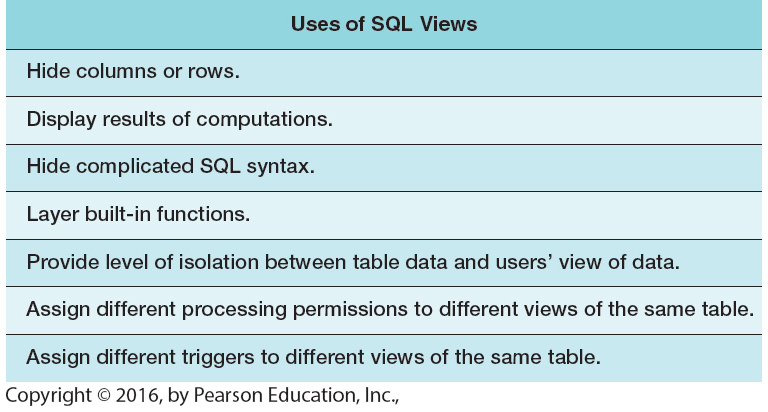 Uses of SQL Views
Hide columns or rows.
Display results of computations.
Hide complicated SQL syntax.
Layer built-in functions.
Provide level of isolation between table data and users’ view of data.
Assign different processing permissions to different views of the same table.
Assign different triggers to different views of the same table.
Copyright © 2016, by Pearson Education, Inc.,